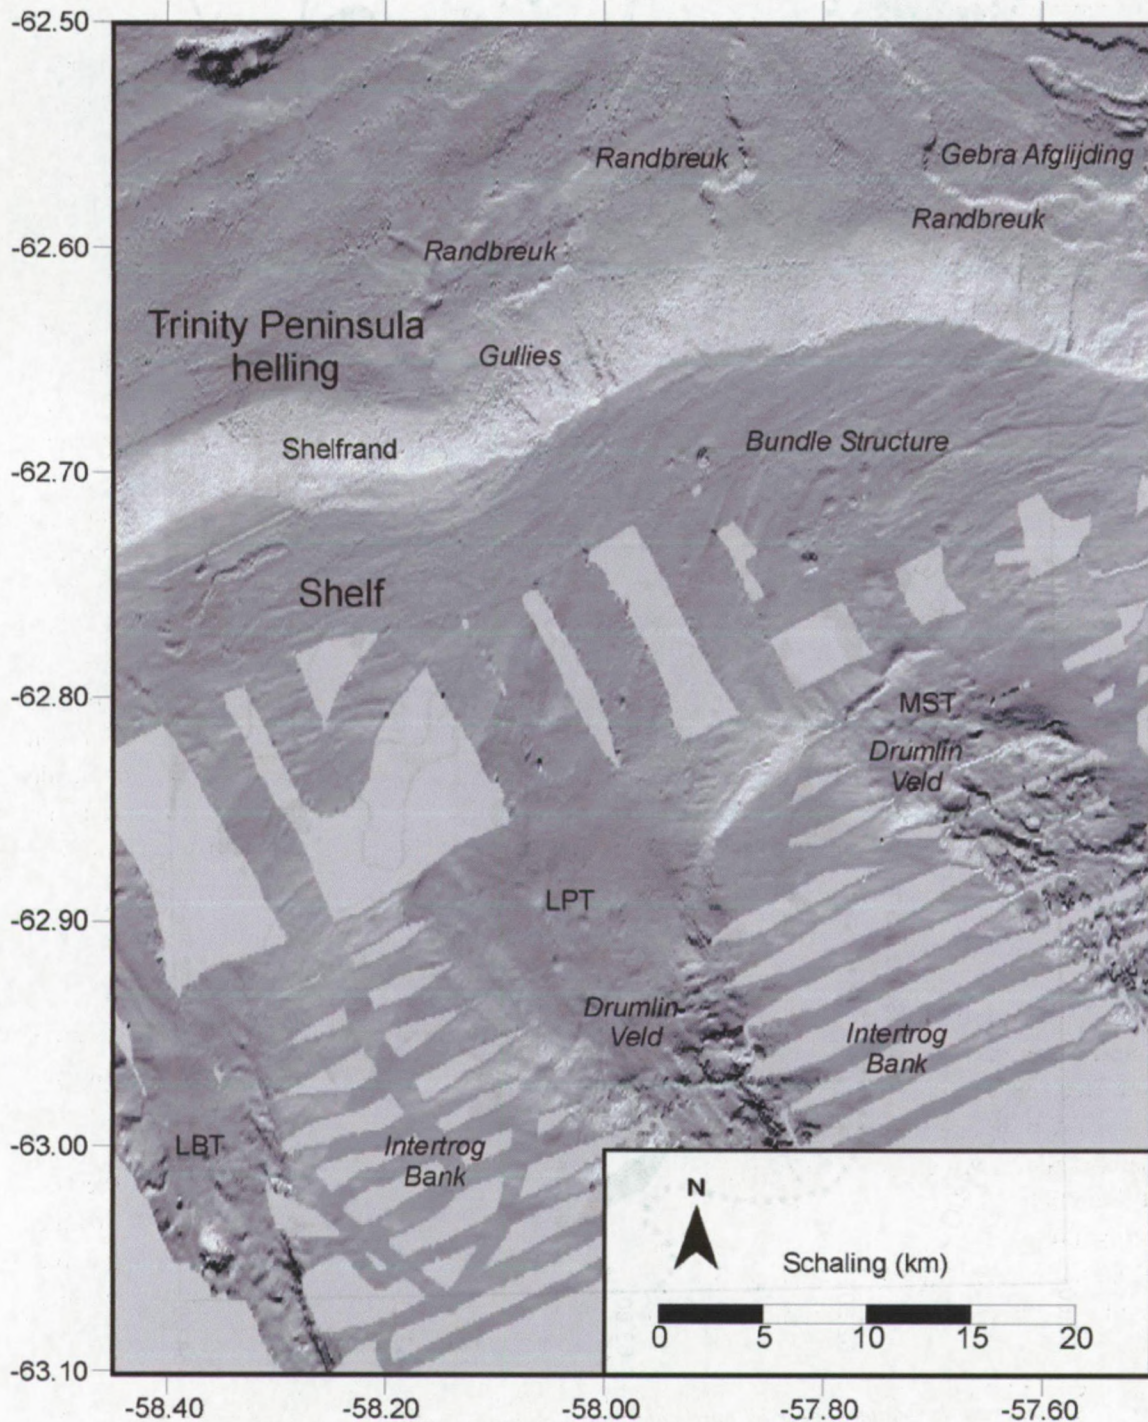 -62.50
Randbreuk
Gebra Afglijding
Randbreuk
-62.60
Randbreuk
Trinity Peninsula
helling
Gullies
Shelfrand
Bundle Structure
-62.70
Shelf
-62.80
MST
Drumlin
Veld
LPT
-62.90
Drumlin
Veld
Intertrog
Bank
-63.00
LBT
Intertrog
Bank
N
Schaling (km)
0 5 10 15 20
-63.10
-58.40 -58.20 -58.00 -57.80 -57.60